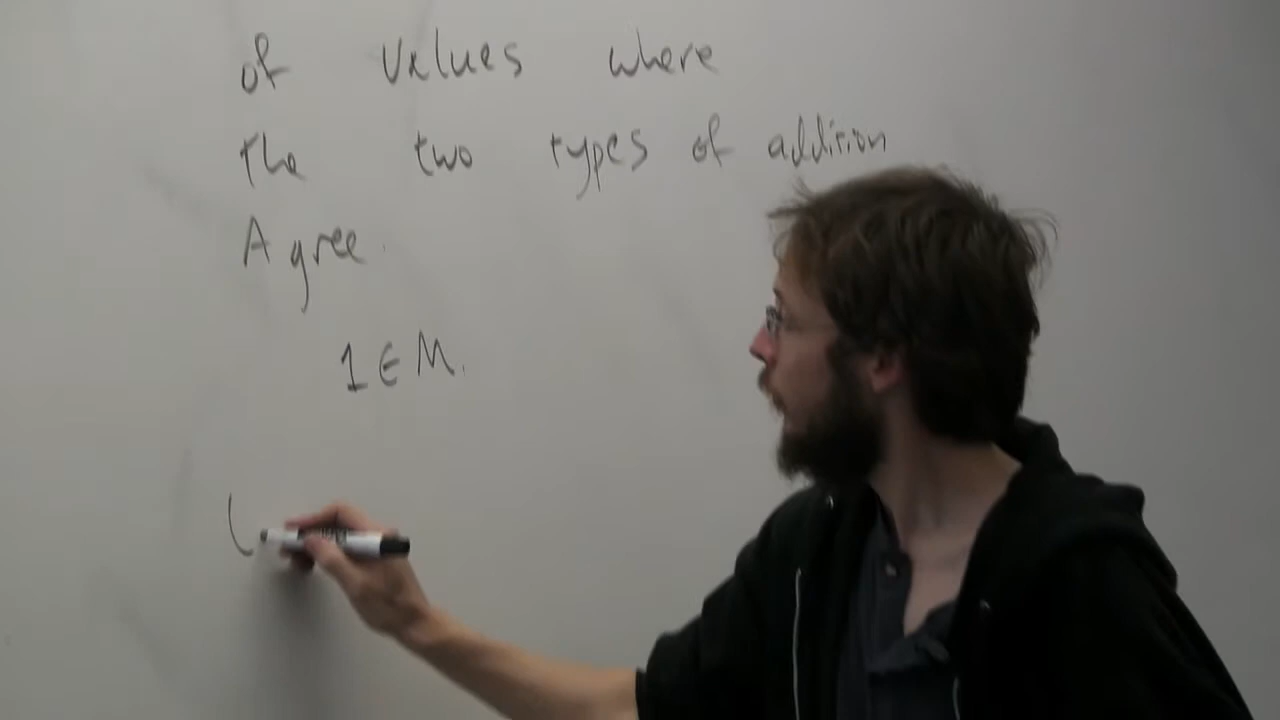 of values where
the two types of addition
Agree.
1 ∈ M.